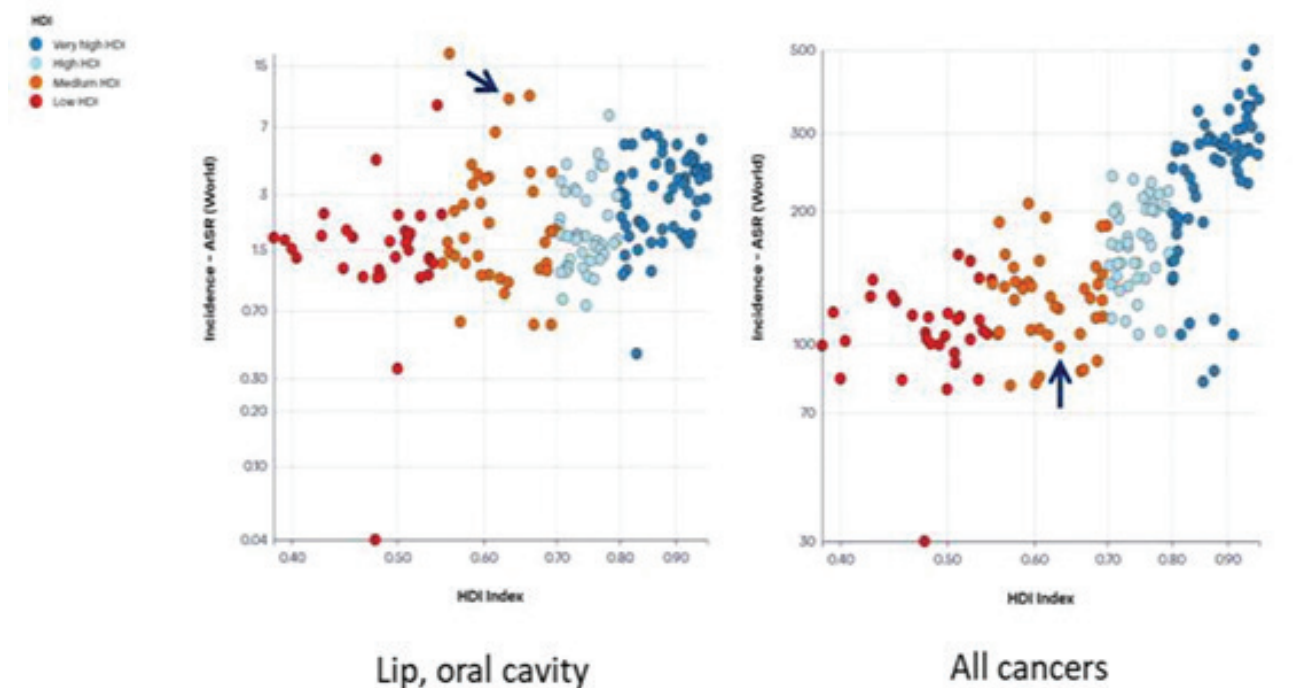 HDI
Very high HDI
High HDI
Medium HDI
Low HDI
Incidence - ASR (World)
15
7
3
1.5
0.70
0.30
0.20
0.10
0.04
0.40 0.50 0.60 0.70 0.80 0.90
HDI Index
Lip, oral cavity
Incidence - ASR (World)
500
300
200
100
70
30
0.40 0.50 0.60 0.70 0.80 0.90
HDI Index
All cancers